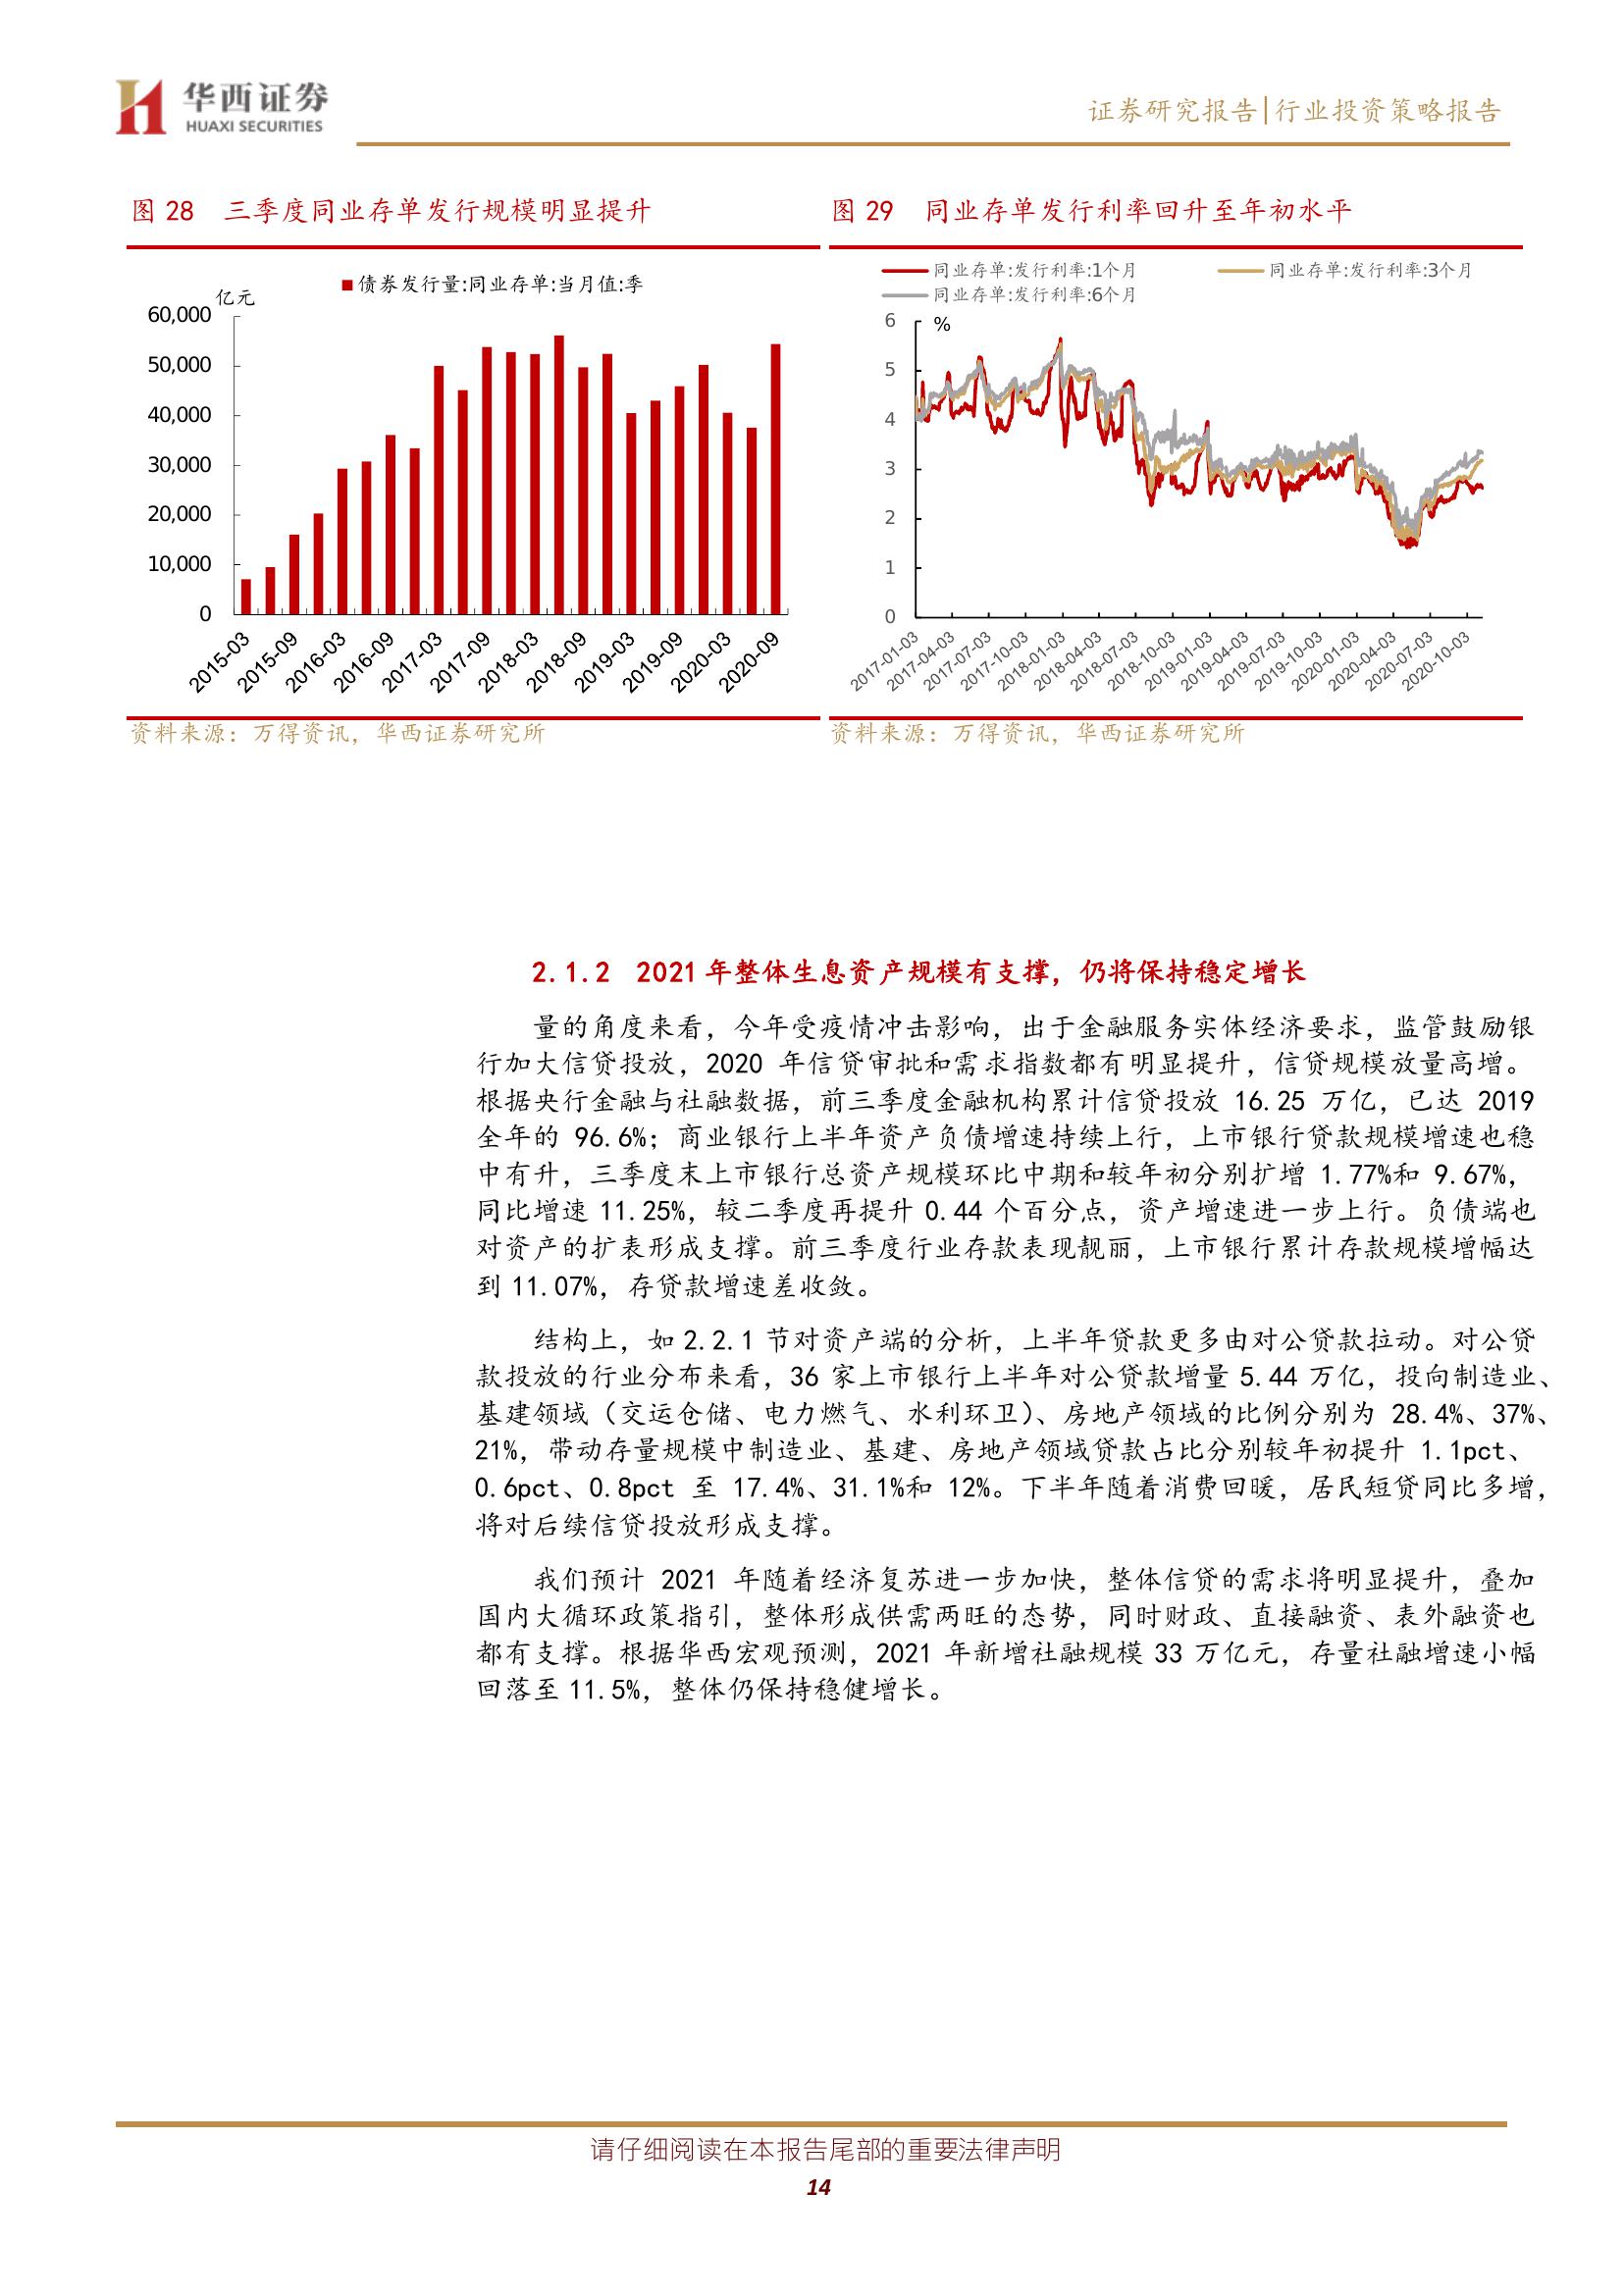 华西证券
HUAXI SECURITIES
证券研究报告|行业投资策略报告
图 28 三季度同业存单发行规模明显提升
债券发行量:同业存单:当月值:季
亿元
60,000
50,000
40,000
30,000
20,000
10,000
0
2015-03
2015-09
2016-03
2016-09
2017-03
2017-09
2018-03
2018-09
2019-03
2019-09
2020-03
2020-09
资料来源：万得资讯，华西证券研究所
图 29 同业存单发行利率回升至年初水平
同业存单:发行利率:1个月
同业存单:发行利率:3个月
同业存单:发行利率:6个月
%
6
5
4
3
2
1
0
2017-01-03
2017-04-03
2017-07-03
2017-10-03
2018-01-03
2018-04-03
2018-07-03
2018-10-03
2019-01-03
2019-04-03
2019-07-03
2019-10-03
2020-01-03
2020-04-03
2020-07-03
2020-10-03
资料来源：万得资讯，华西证券研究所
2.1.2 2021 年整体生息资产规模有支撑，仍将保持稳定增长
量的角度来看，今年受疫情冲击影响，出于金融服务实体经济要求，监管鼓励银
行加大信贷投放，2020 年信贷审批和需求指数都有明显提升，信贷规模放量高增。
根据央行金融与社融数据，前三季度金融机构累计信贷投放 16.25 万亿，已达 2019
全年的 96.6%；商业银行上半年资产负债增速持续上行，上市银行贷款规模增速也稳
中有升，三季度末上市银行总资产规模环比中期和较年初分别扩增 1.77%和 9.67%，
同比增速 11.25%，较二季度再提升 0.44 个百分点，资产增速进一步上行。负债端也
对资产的扩表形成支撑。前三季度行业存款表现靓丽，上市银行累计存款规模增幅达
到 11.07%，存贷款增速差收敛。
结构上，如 2.2.1 节对资产端的分析，上半年贷款更多由对公贷款拉动。对公贷
款投放的行业分布来看，36 家上市银行上半年对公贷款增量 5.44 万亿，投向制造业、
基建领域（交运仓储、电力燃气、水利环卫）、房地产领域的比例分别为 28.4%、37%、
21%，带动存量规模中制造业、基建、房地产领域贷款占比分别较年初提升 1.1pct、
0.6pct、0.8pct 至 17.4%、31.1%和 12%。下半年随着消费回暖，居民短贷同比多增，
将对后续信贷投放形成支撑。
我们预计 2021 年随着经济复苏进一步加快，整体信贷的需求将明显提升，叠加
国内大循环政策指引，整体形成供需两旺的态势，同时财政、直接融资、表外融资也
都有支撑。根据华西宏观预测，2021 年新增社融规模 33 万亿元，存量社融增速小幅
回落至 11.5%，整体仍保持稳健增长。
请仔细阅读在本报告尾部的重要法律声明
14